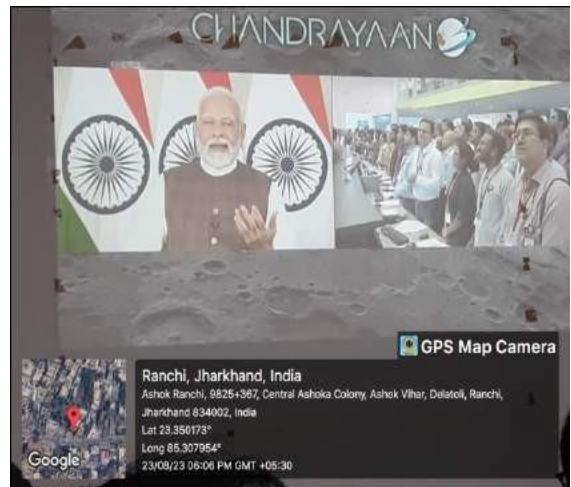 CHANDRAYAAN
GPS Map Camera
Ranchi, Jharkhand, India
Ashok Ranchi, 9825+367, Central Ashoka Colony, Ashok Vihar, Delatoli, Ranchi,
Jharkhand 834002, India
Lat 23.350173°
Long 85.307954°
23/08/23 06:06 PM GMT +05:30
Google